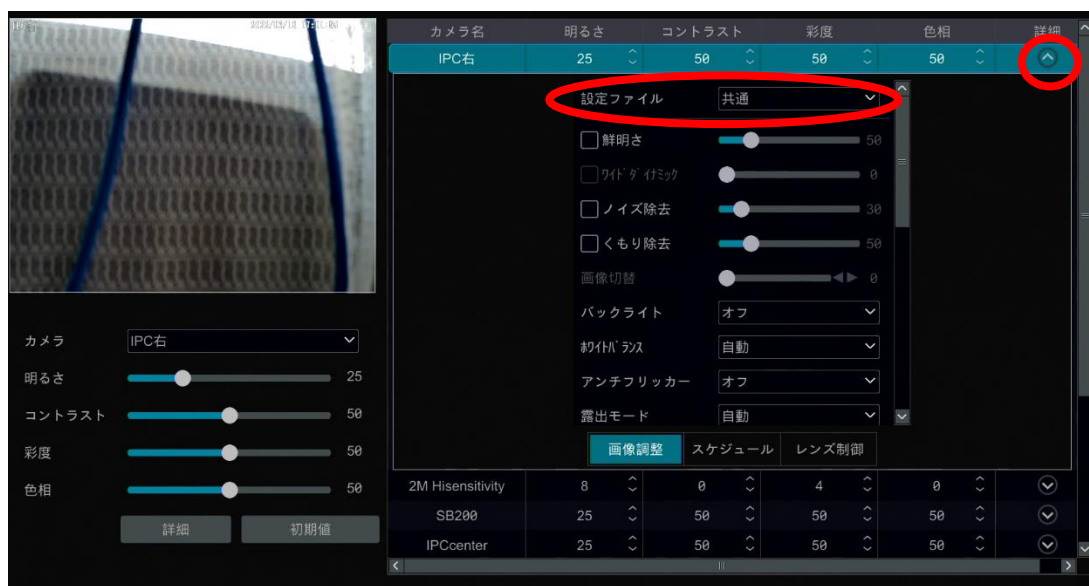 IPC右
カメラ IPC右
明るさ 25
コントラスト 50
彩度 50
色相 50
詳細 初期値
カメラ名 明るさ コントラスト 彩度 色相 詳細
IPC右 25 50 50 50
設定ファイル 共通
鮮明さ 50
ワイドダイナミック 0
ノイズ除去 30
くもり除去 50
画像切替 0
バックライト オフ
ホワイトバランス 自動
アンチフリッカー オフ
露出モード 自動
画像調整 スケジュール レンズ制御
2M Hisensitivity 8 0 4 0
SB200 25 50 50 50
IPCcenter 25 50 50 50